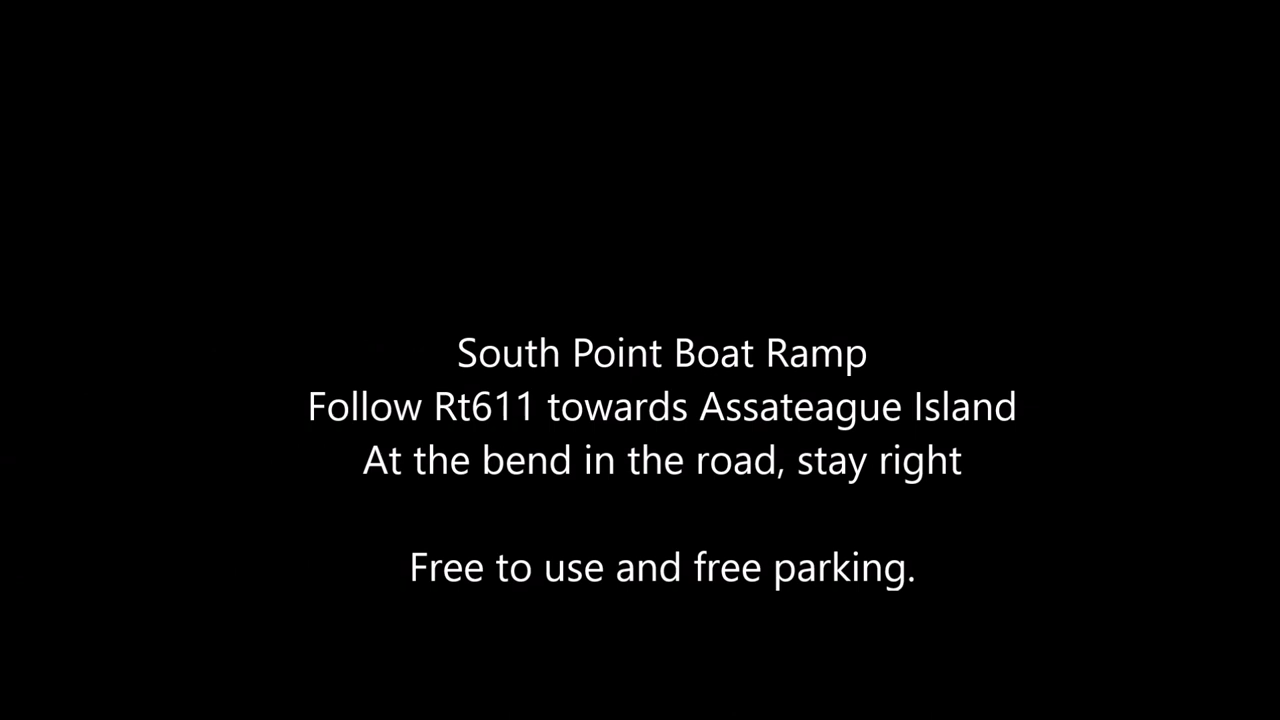 South Point Boat Ramp
Follow Rt611 towards Assateague Island
At the bend in the road, stay right
Free to use and free parking.